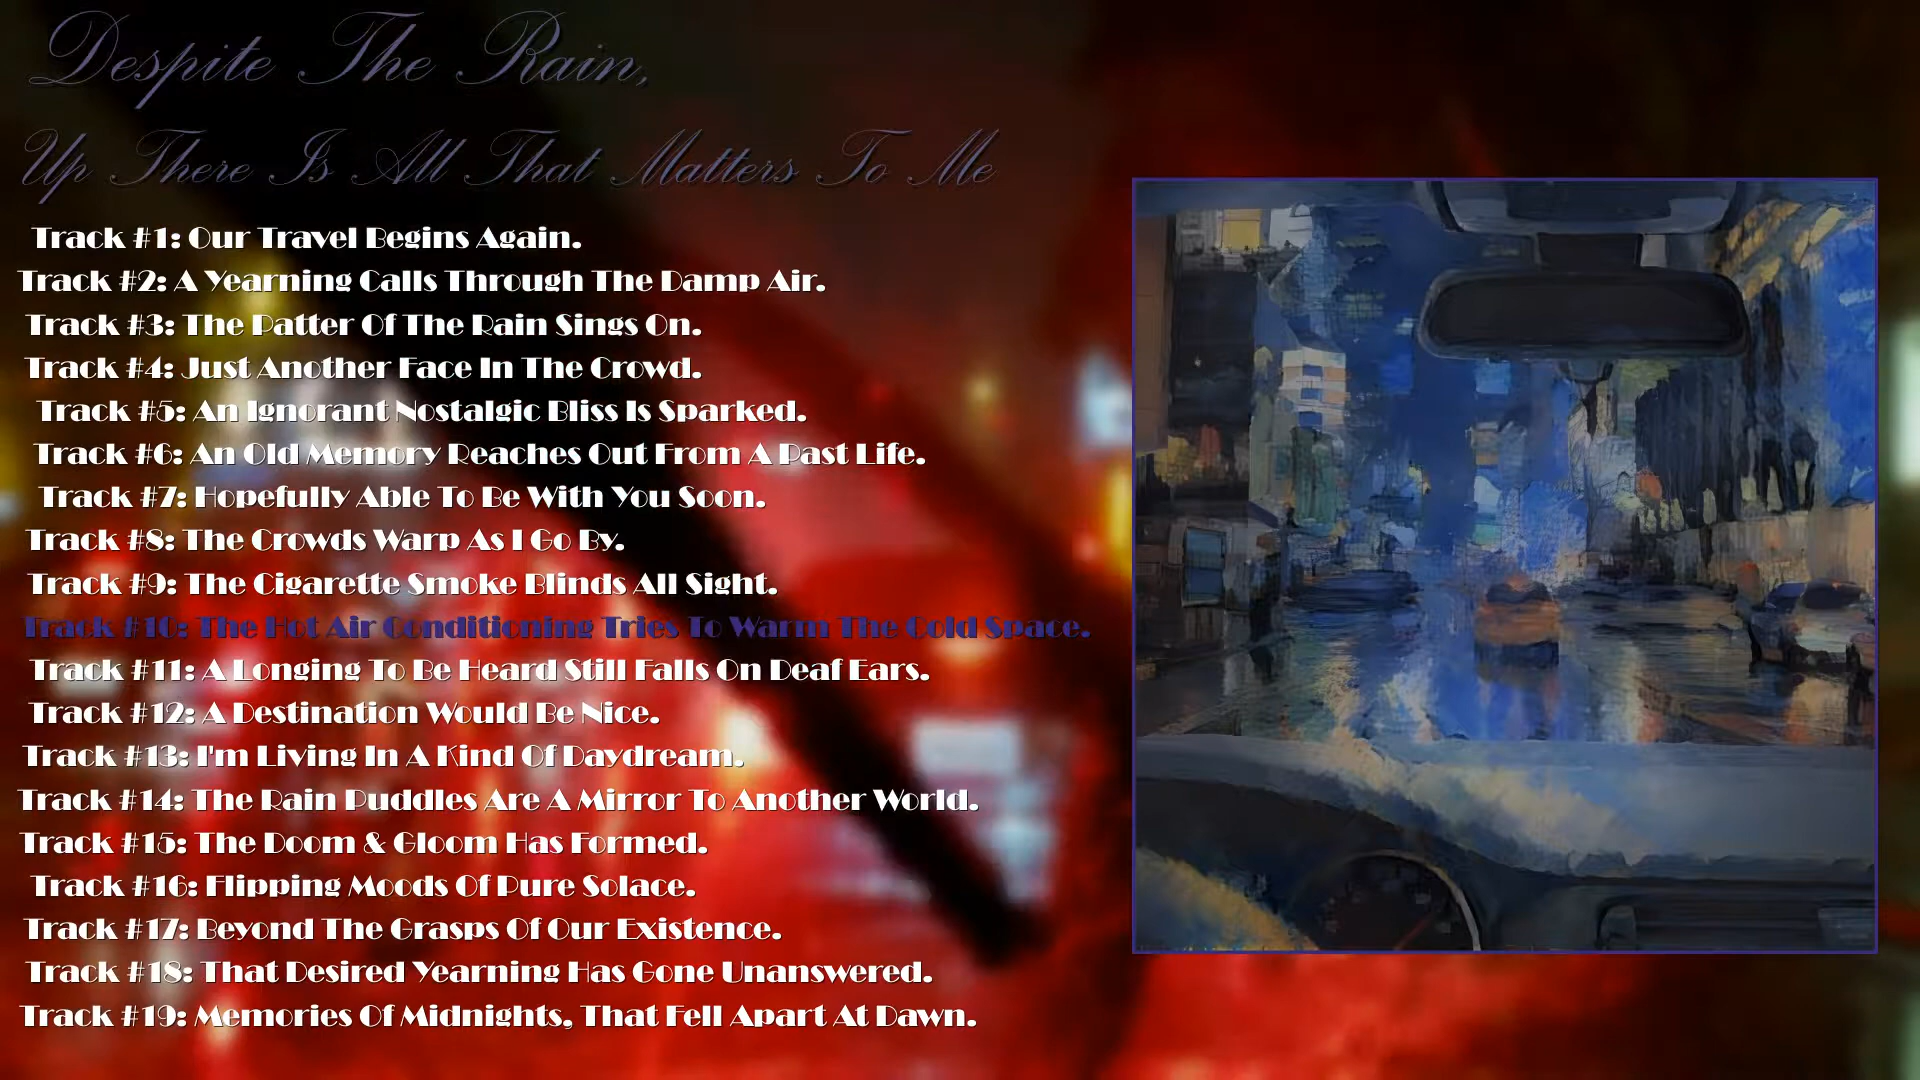 Despite The Rain,
Up There Is All That Matters To Me
Track #1: Our Travel Begins Again.
Track #2: A Yearning Calls Through The Damp Air.
Track #3: The Patter Of The Rain Sings On.
Track #4: Just Another Face In The Crowd.
Track #5: An Ignorant Nostalgic Bliss Is Sparked.
Track #6: An Old Memory Reaches Out From A Past Life.
Track #7: Hopefully Able To Be With You Soon.
Track #8: The Crowds Warp As I Go By.
Track #9: The Cigarette Smoke Blinds All Sight.
Track #10: The Hot Air Conditioning Tries To Warm The Cold Space.
Track #11: A Longing To Be Heard Still Falls On Deaf Ears.
Track #12: A Destination Would Be Nice.
Track #13: I'm Living In A Kind Of Daydream.
Track #14: The Rain Puddles Are A Mirror To Another World.
Track #15: The Doom & Gloom Has Formed.
Track #16: Flipping Moods Of Pure Solace.
Track #17: Beyond The Grasps Of Our Existence.
Track #18: That Desired Yearning Has Gone Unanswered.
Track #19: Memories Of Midnights, That Fell Apart At Dawn.